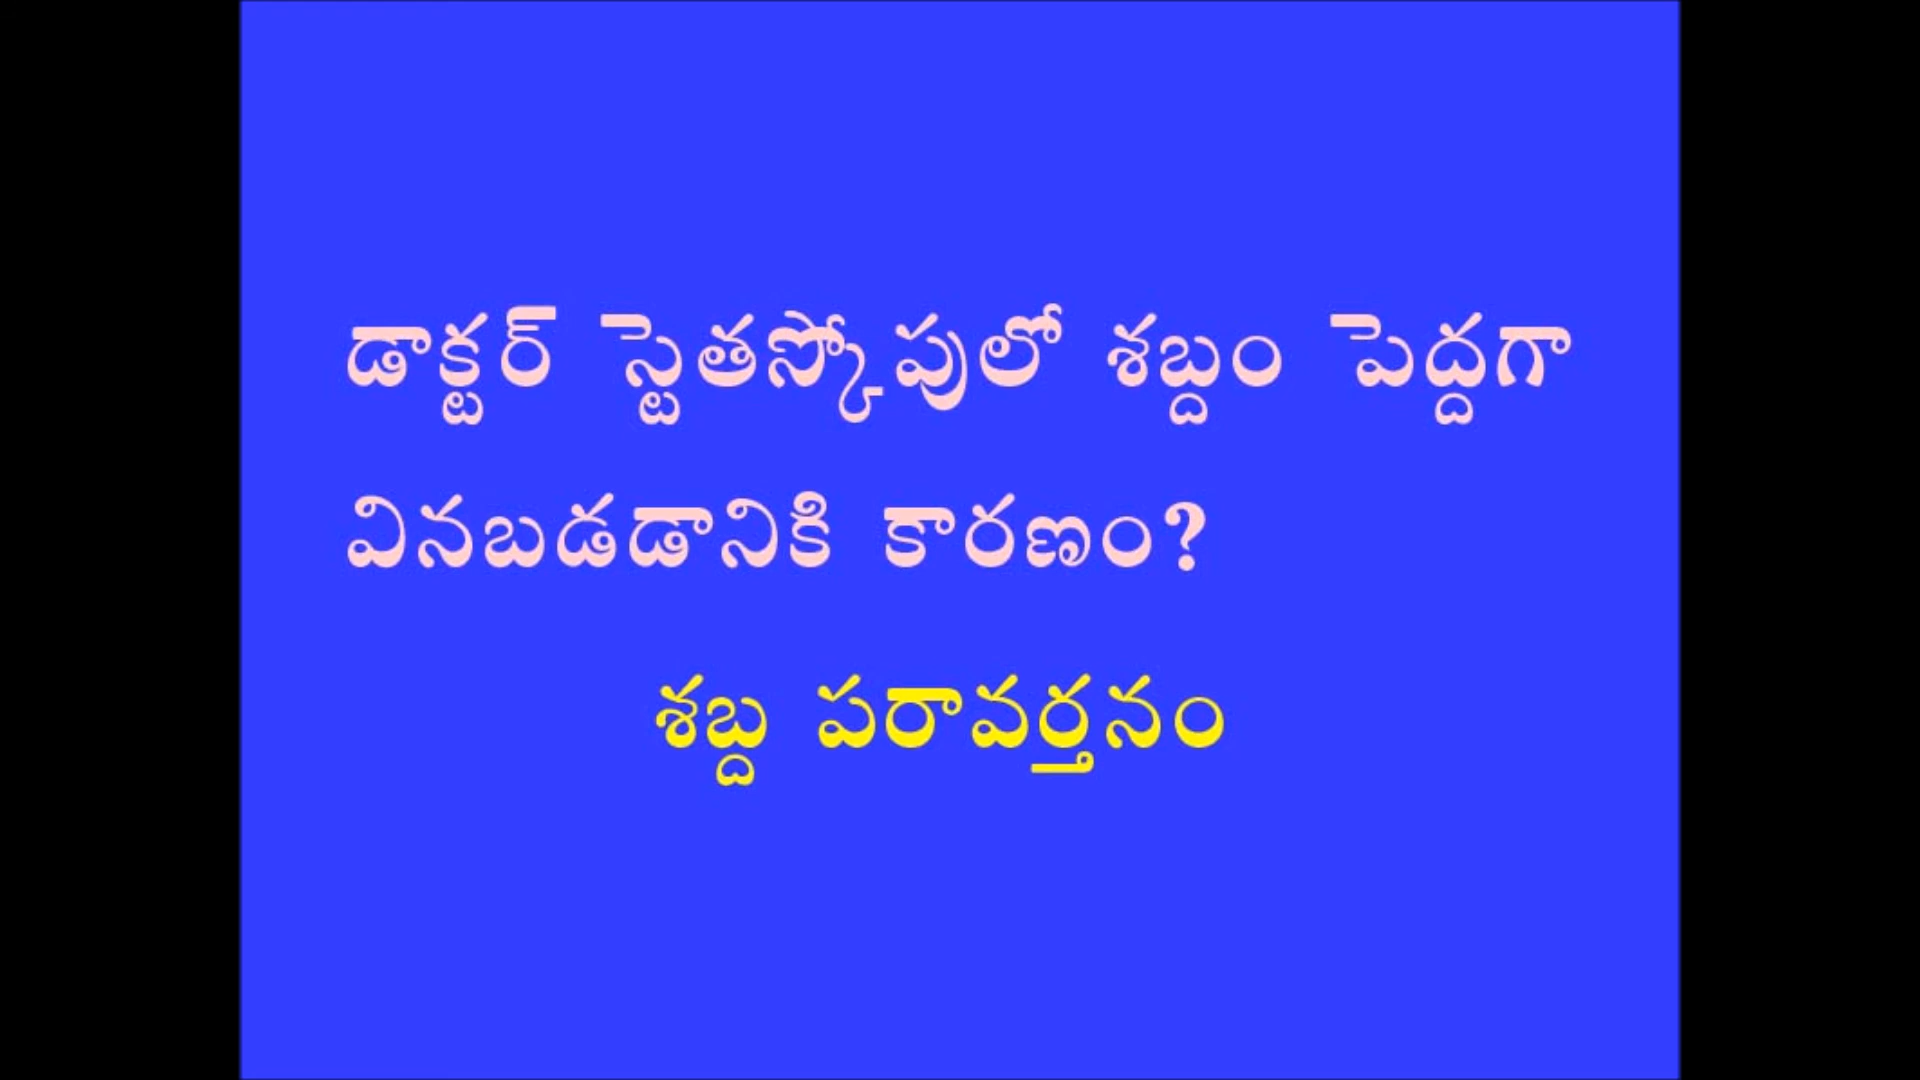 డాక్టర్ స్టెతస్కోపులో శబ్దం పెద్దగా
వినబడడానికి కారణం?
శబ్ద పరావర్తనం